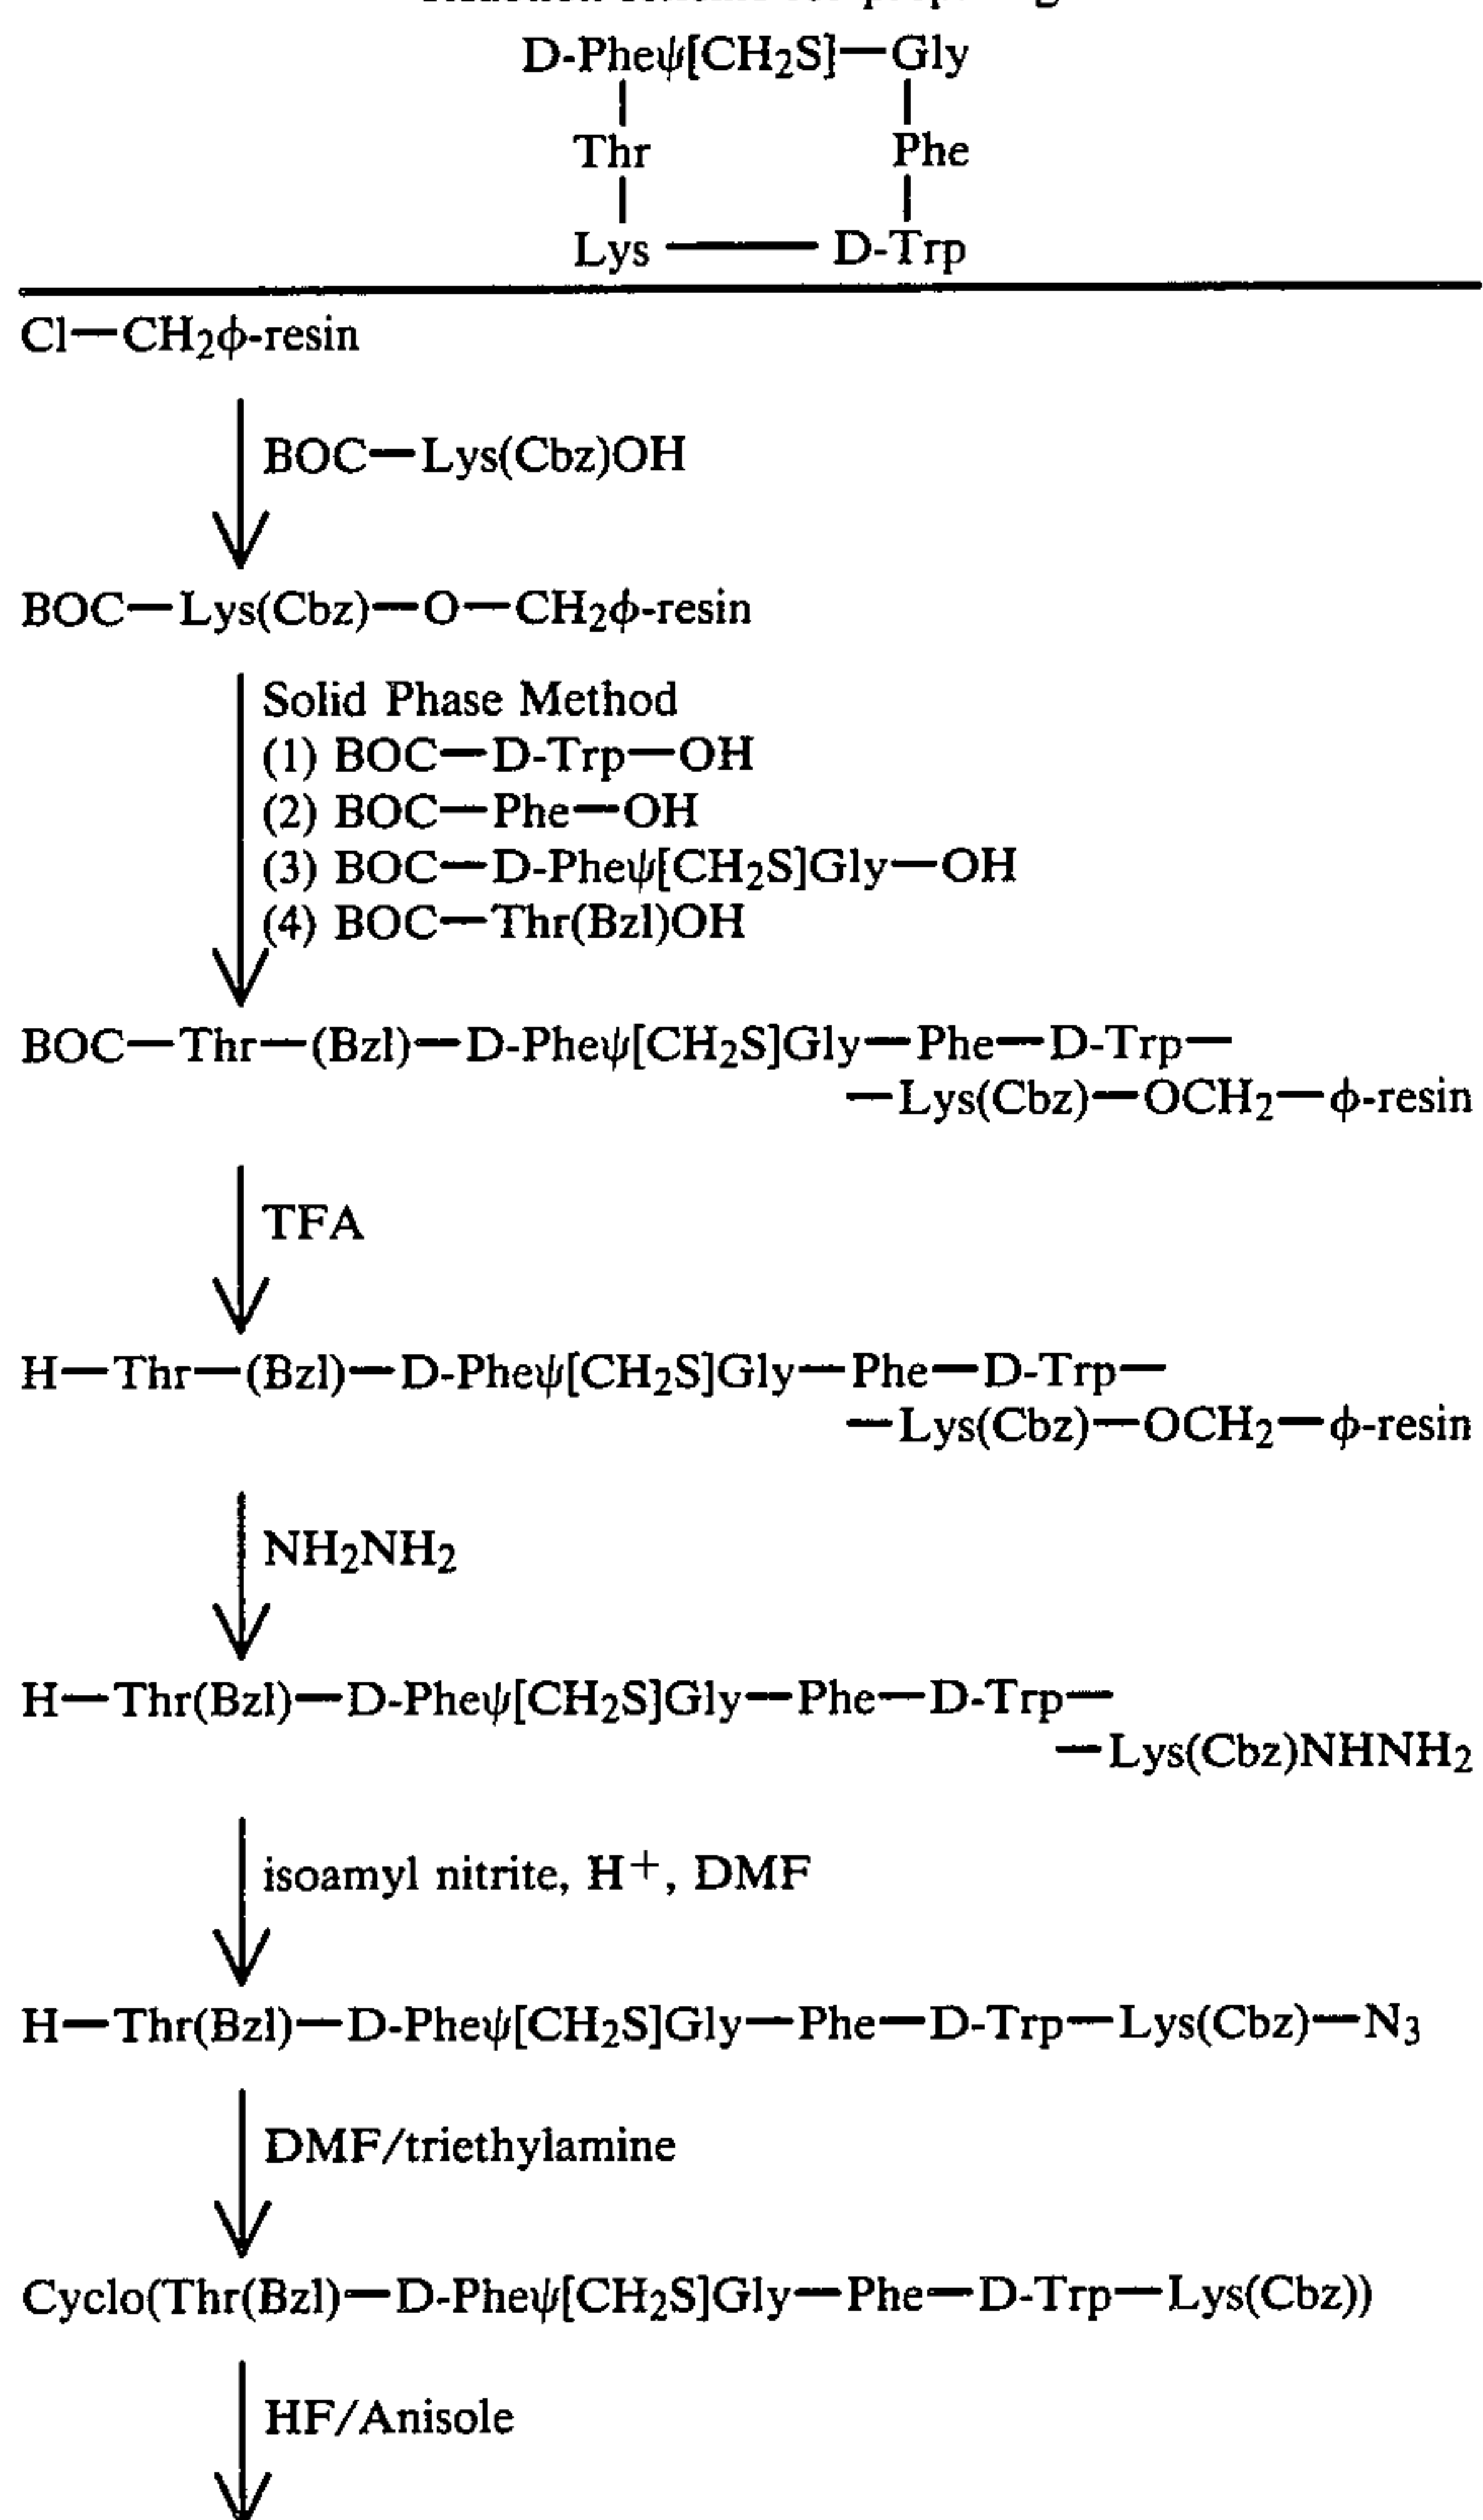 D-Pheψ[CH₂S]—Gly
Thr Phe
Lys — D-Trp
Cl—CH₂ϕ-resin
BOC—Lys(Cbz)OH
BOC—Lys(Cbz)—O—CH₂ϕ-resin
Solid Phase Method
(1) BOC—D-Trp—OH
(2) BOC—Phe—OH
(3) BOC—D-Pheψ[CH₂S]Gly—OH
(4) BOC—Thr(Bzl)OH
BOC—Thr—(Bzl)—D-Pheψ[CH₂S]Gly—Phe—D-Trp—
—Lys(Cbz)—OCH₂—ϕ-resin
TFA
H—Thr—(Bzl)—D-Pheψ[CH₂S]Gly—Phe—D-Trp—
—Lys(Cbz)—OCH₂—ϕ-resin
NH₂NH₂
H—Thr(Bzl)—D-Pheψ[CH₂S]Gly—Phe—D-Trp—
—Lys(Cbz)NHNH₂
isoamyl nitrite, H⁺, DMF
H—Thr(Bzl)—D-Pheψ[CH₂S]Gly—Phe—D-Trp—Lys(Cbz)—N₃
DMF/triethylamine
Cyclo(Thr(Bzl)—D-Pheψ[CH₂S]Gly—Phe—D-Trp—Lys(Cbz))
HF/Anisole